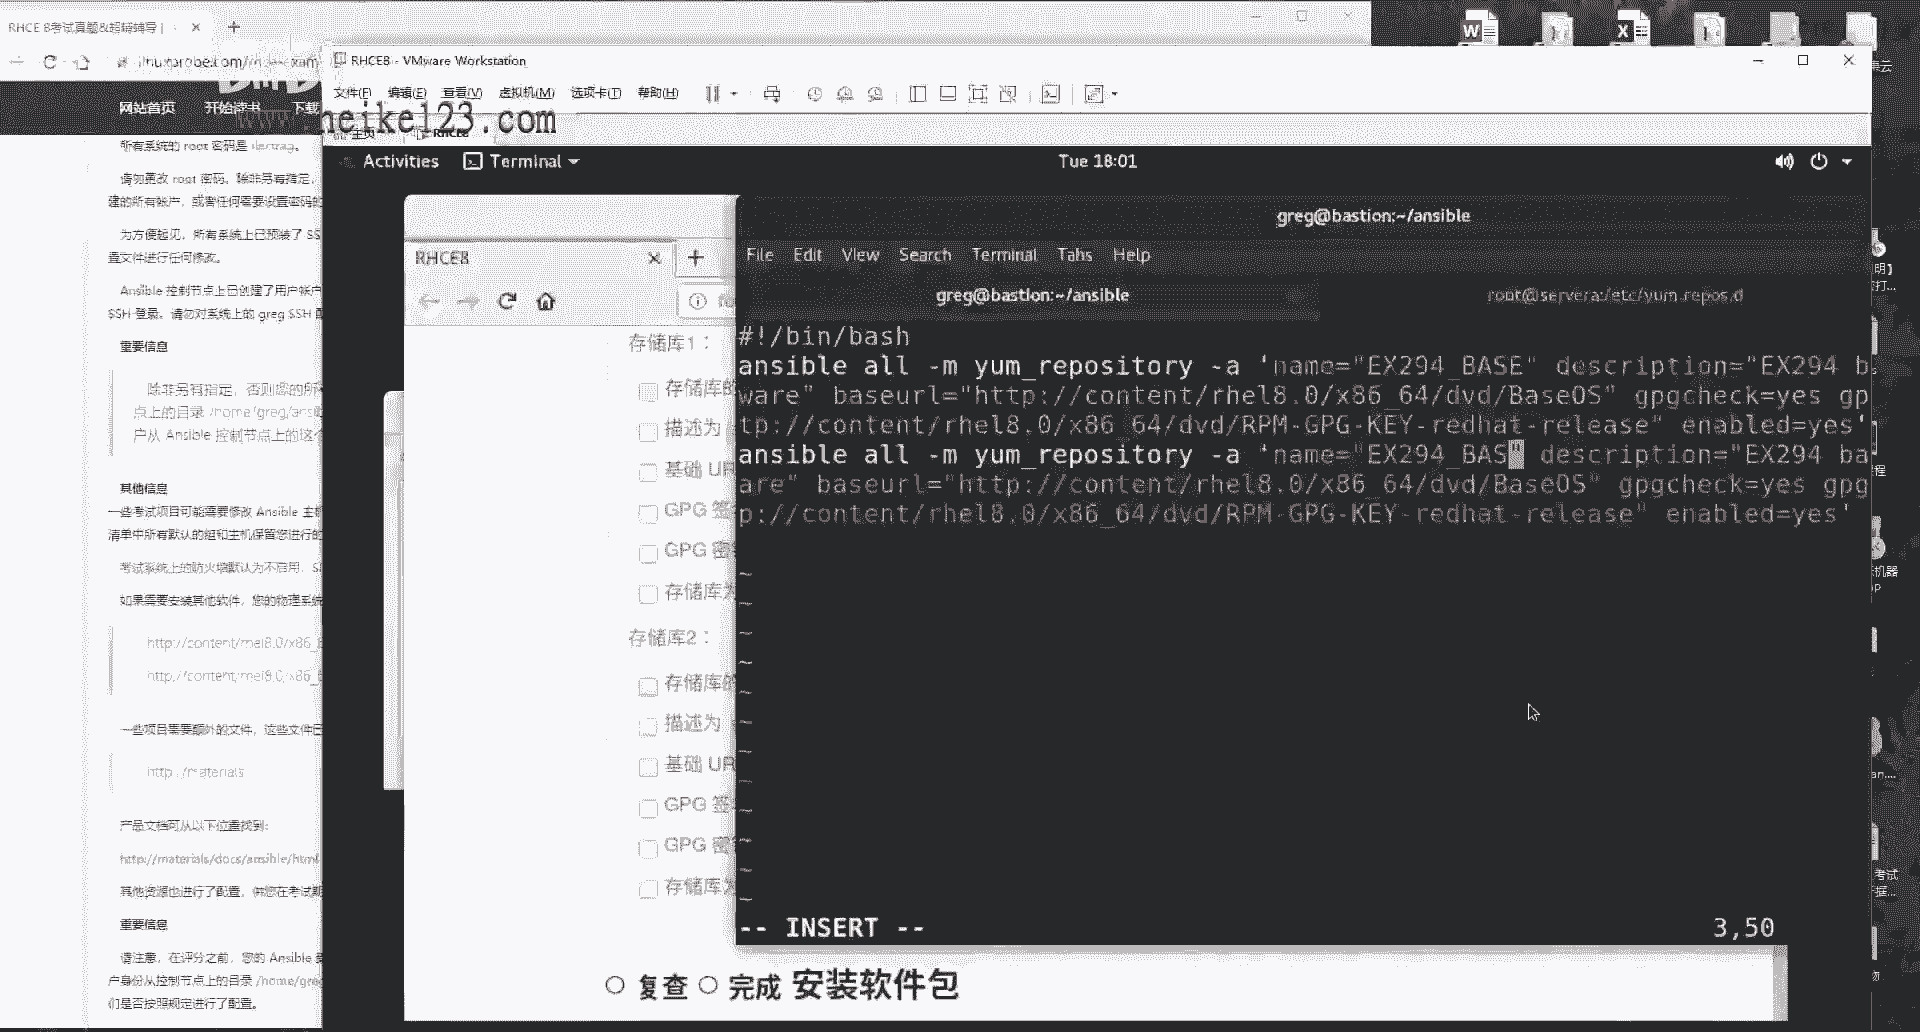 RHCE 8考试真题&超链辅导 |
RHCE8 - VMware Workstation
文件(F) 编辑(E) 查看(V) 虚拟机(M) 选项卡(T) 帮助(H)
网站首页 开始读书 下载
heike123.com
主页 RHCE8
Activities Terminal Tue 18:01
greg@bastion:~/ansible
RHCE8
File Edit View Search Terminal Tabs Help
greg@bastion:~/ansible root@servera:/etc/yum.repos.d
#!/bin/bash
ansible all -m yum_repository -a 'name="EX294_BASE" description="EX294 b
ware" baseurl="http://content/rhel8.0/x86_64/dvd/BaseOS" gpgcheck=yes gp
tp://content/rhel8.0/x86_64/dvd/RPM-GPG-KEY-redhat-release" enabled=yes'
ansible all -m yum_repository -a 'name="EX294_BAS" description="EX294 ba
are" baseurl="http://content/rhel8.0/x86_64/dvd/BaseOS" gpgcheck=yes gpg
p://content/rhel8.0/x86_64/dvd/RPM-GPG-KEY-redhat-release" enabled=yes'
~
-- INSERT -- 3,50
存储库1：
存储库的
描述为
基础 UR
GPG 签
GPG 密
存储库为
存储库2：
存储库的
描述为
基础 UR
GPG 签
GPG 密
存储库为
复查 完成 安装软件包
所有系统的 root 密码是
请勿更改 root 密码。除非另有指定，
建的所有帐户，或者任何需要设置密码的
为方便起见，所有系统上已预装了 SS
置文件进行任何修改。
Ansible 控制节点上已创建了用户帐户
SSH 登录。请勿对系统上的 greg SSH 配
重要信息
除非另有指定，否则您的所
点上的目录 /home/greg/ans
户从 Ansible 控制节点上的这个
其他信息
一些考试项目可能需要修改 Ansible 主机
清单中所有默认的组和主机保留您进行的
考试系统上的防火墙默认为不启用，SE
如果需要安装其他软件，您的物理系统
http://content/rhel8.0/x86_6
http://content/rhel8.0/x86_6
一些项目需要额外的文件，这些文件已
http://materials
产品文档可从以下位置找到：
http://materials/docs/ansible/html
其他资源也进行了配置，供您在考试期
重要信息
请注意，在评分之前，您的 Ansible
户身份从控制节点上的目录 /home/greg
们是否按照规定进行了配置。